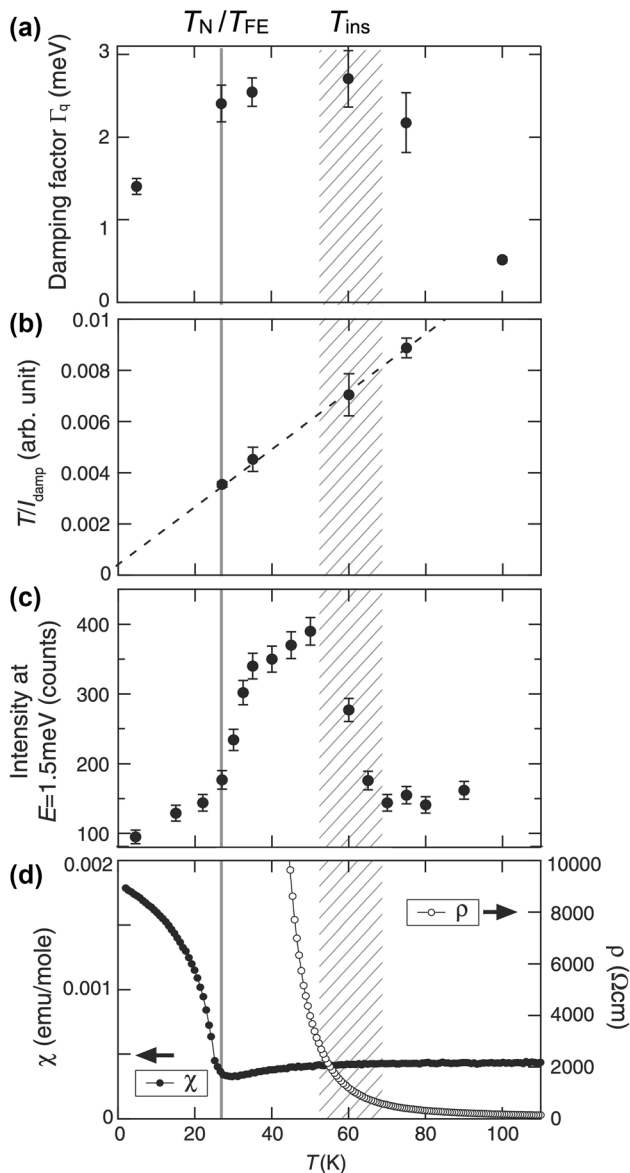 T_N/T_FE T_ins
(a)
Damping factor Γ_q (meV)
3
2
1
0
(b)
T/I_damp (arb. unit)
0.01
0.008
0.006
0.004
0.002
0
(c)
Intensity at
E=1.5meV (counts)
400
300
200
100
(d)
χ (emu/mole)
0.002
0.001
0
χ
ρ
10000
8000
6000
4000
2000
0
ρ (Ωcm)
0 20 40 60 80 100
T(K)